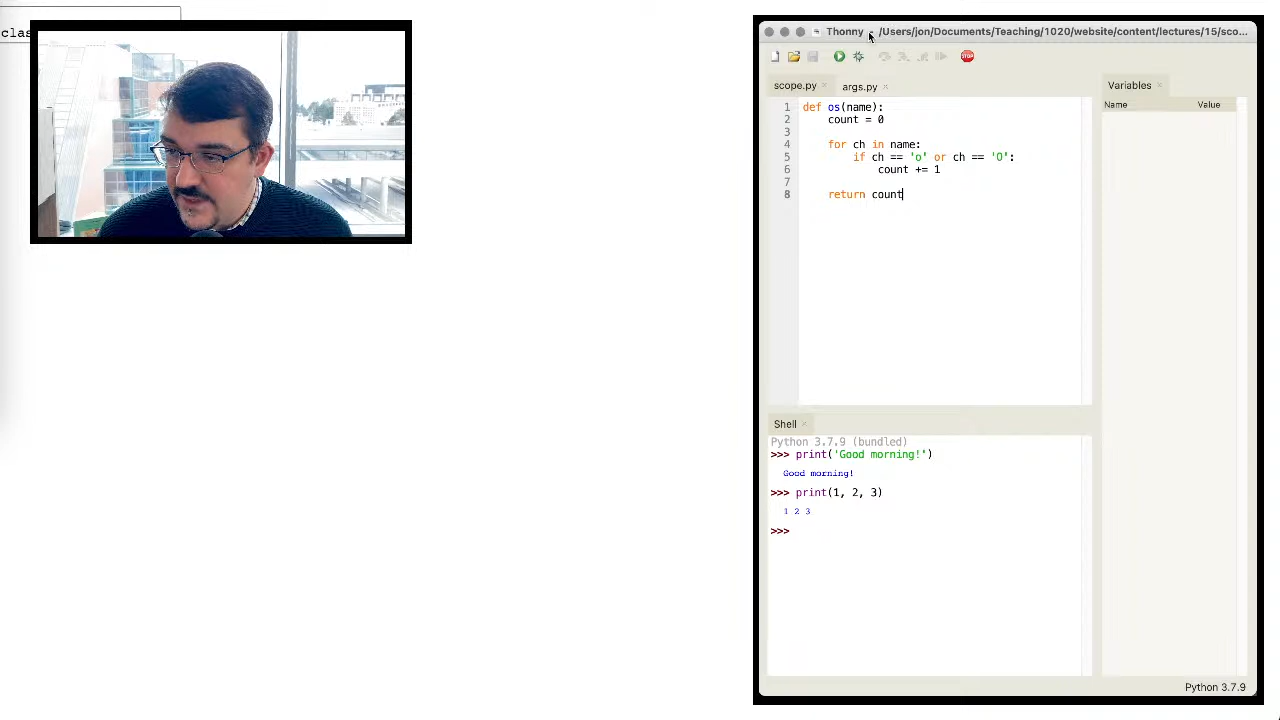 clas
Thonny - /Users/jon/Documents/Teaching/1020/website/content/lectures/15/sco...
STOP
scope.py
args.py
Variables
Name Value
1 def os(name):
2 count = 0
3
4 for ch in name:
5 if ch == 'o' or ch == 'O':
6 count += 1
7
8 return count
Shell
Python 3.7.9 (bundled)
>>> print('Good morning!')
Good morning!
>>> print(1, 2, 3)
1 2 3
>>>
Python 3.7.9